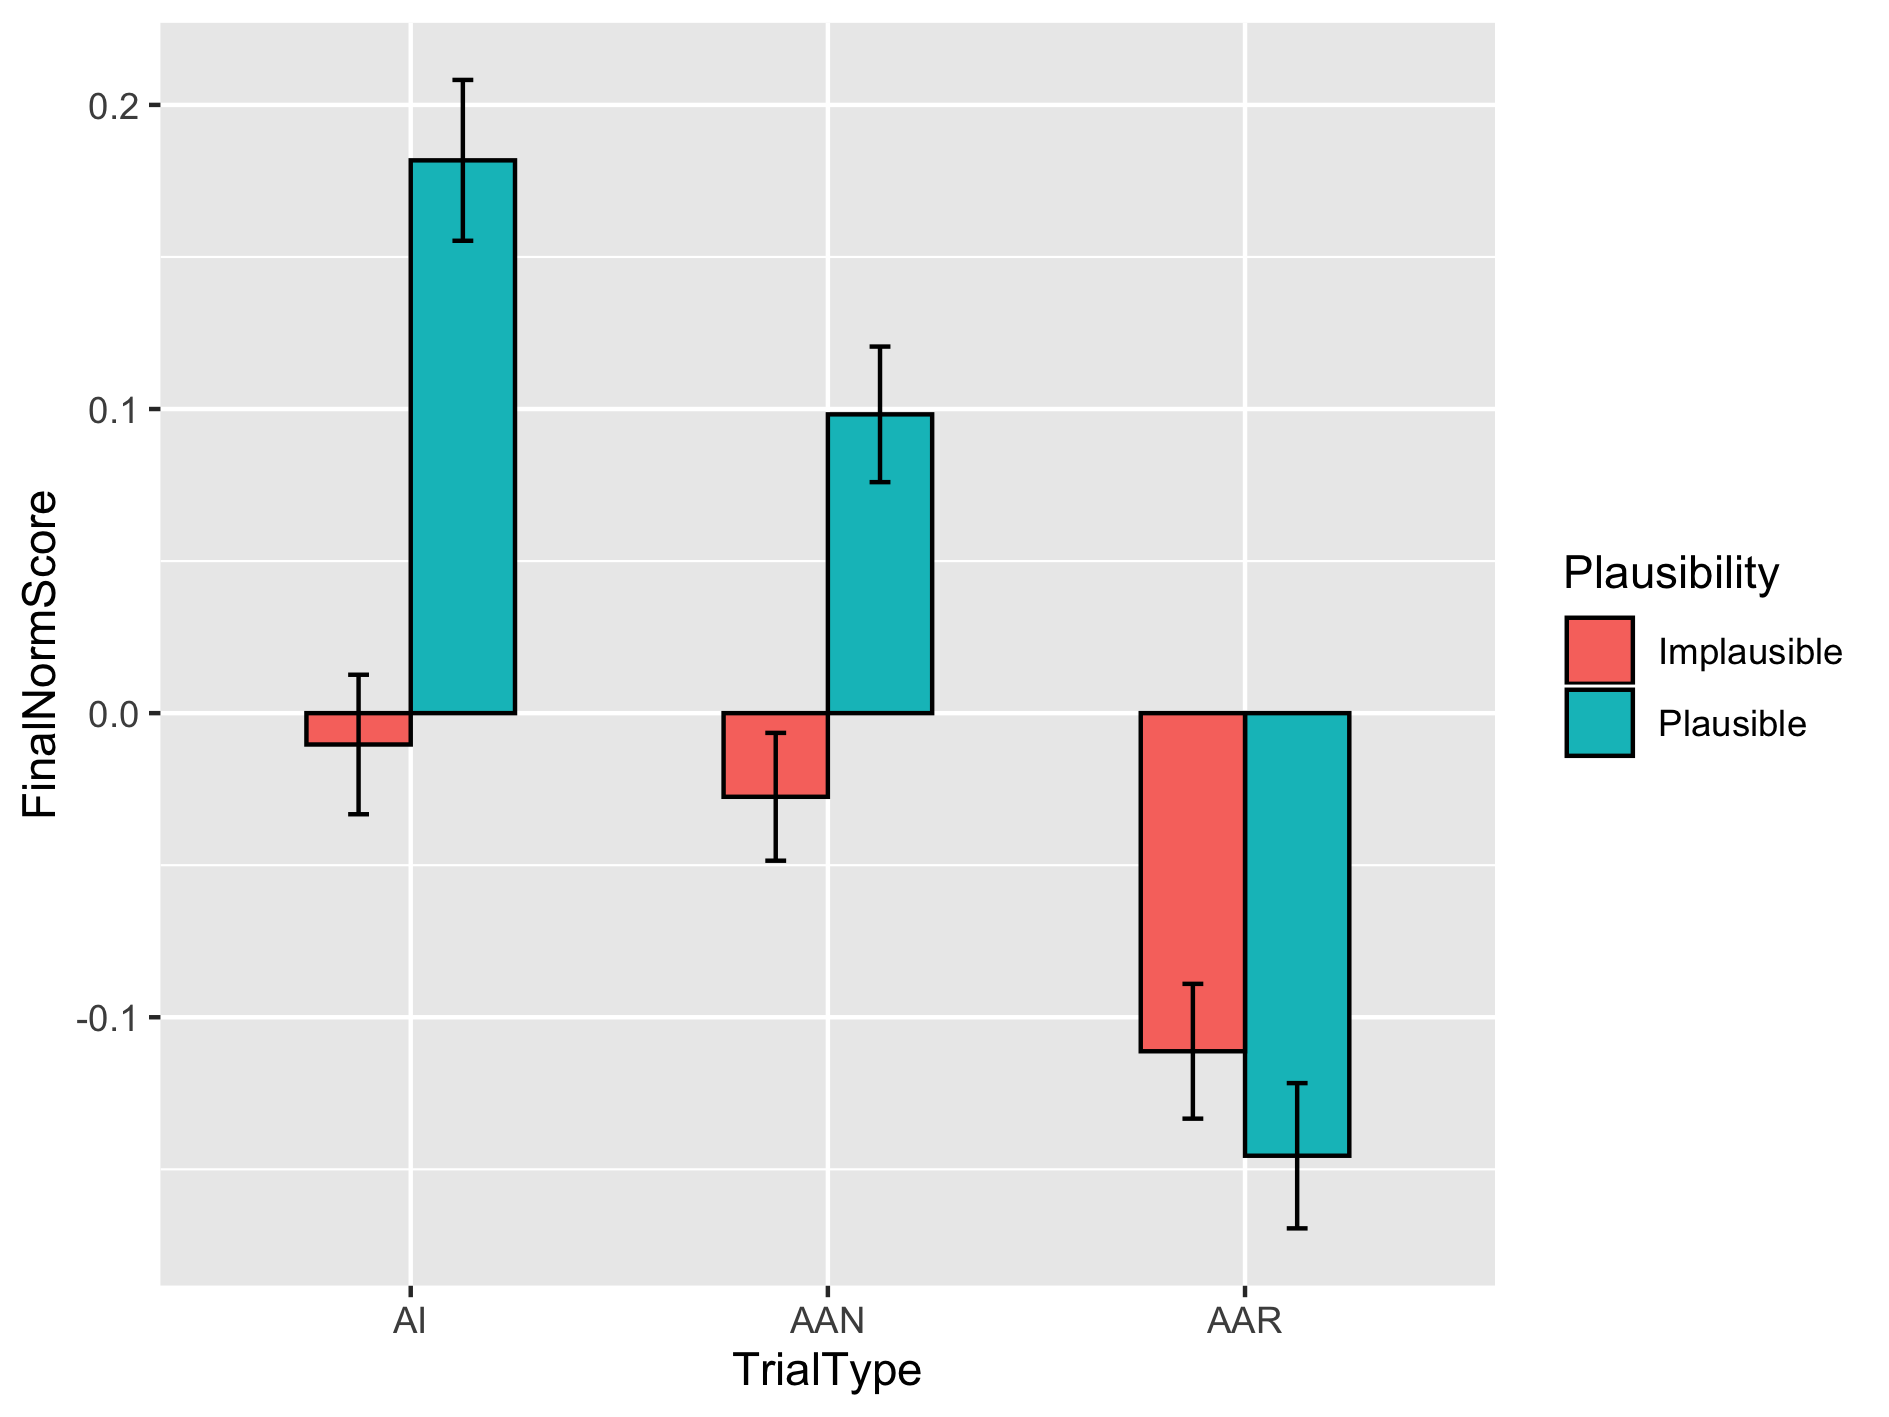 FinalNormScore
0.2
0.1
0.0
-0.1
AI
AAN
AAR
TrialType
Plausibility
Implausible
Plausible